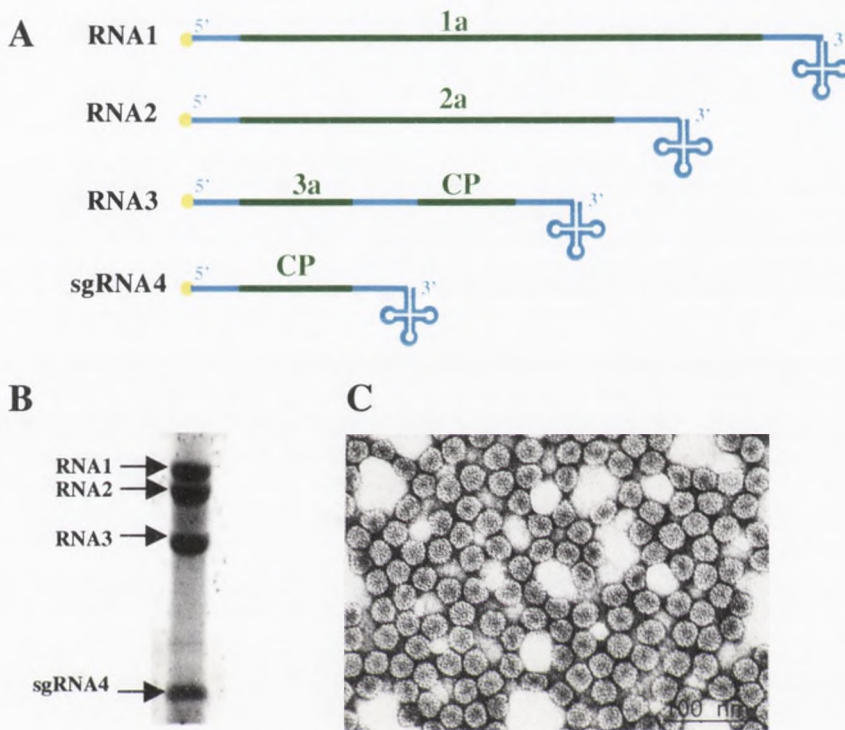 A
RNA1 5' 1a 3'
RNA2 5' 2a 3'
RNA3 5' 3a CP 3'
sgRNA4 5' CP 3'
B
RNA1
RNA2
RNA3
sgRNA4
C
100 nm